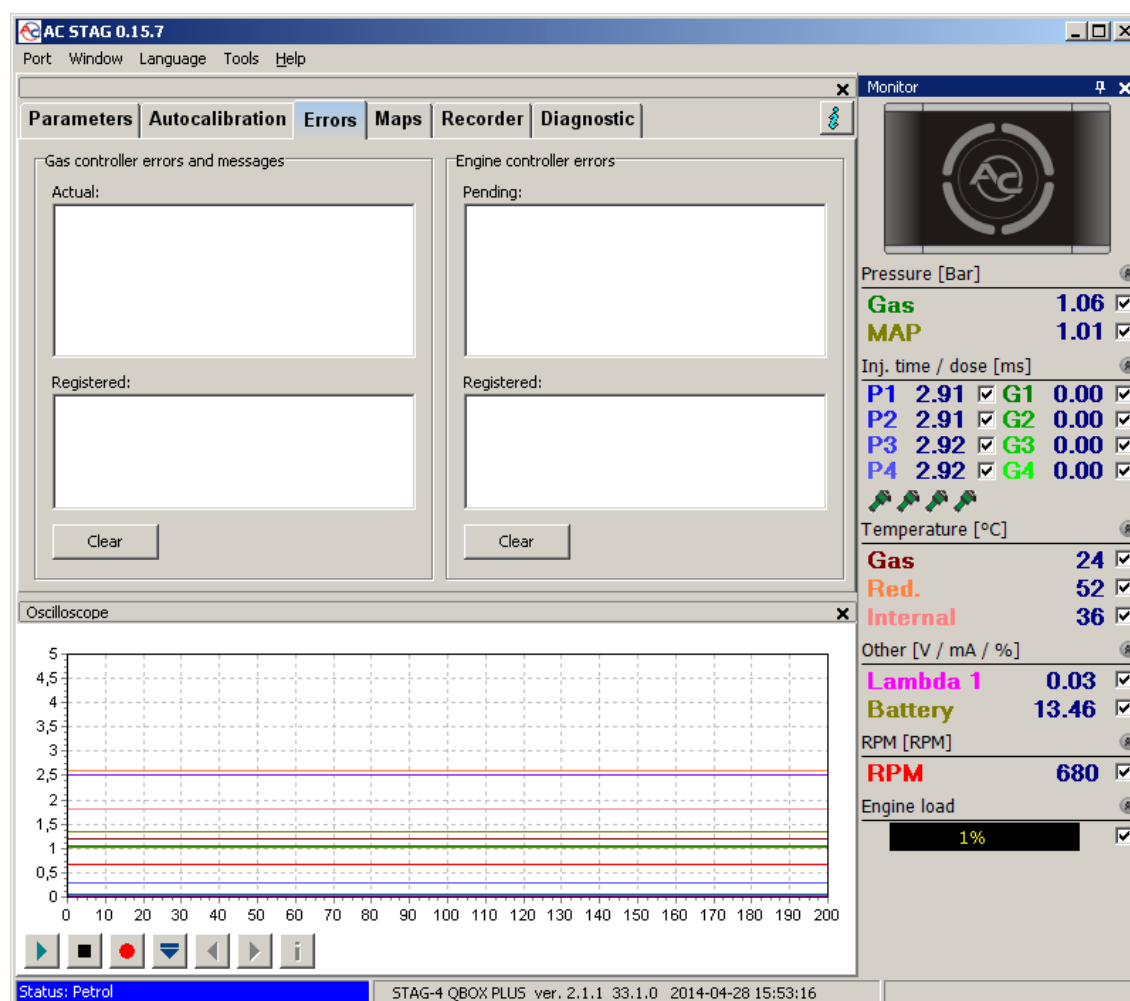 AC STAG 0.15.7
Port Window Language Tools Help
Parameters Autocalibration Errors Maps Recorder Diagnostic
Gas controller errors and messages
Actual:
Registered:
Clear
Engine controller errors
Pending:
Registered:
Clear
Oscilloscope
5
4,5
4
3,5
3
2,5
2
1,5
1
0,5
0
0 10 20 30 40 50 60 70 80 90 100 110 120 130 140 150 160 170 180 190 200
Monitor
AC
Pressure [Bar]
Gas 1.06
MAP 1.01
Inj. time / dose [ms]
P1 2.91 G1 0.00
P2 2.91 G2 0.00
P3 2.92 G3 0.00
P4 2.92 G4 0.00
Temperature [ºC]
Gas 24
Red. 52
Internal 36
Other [V / mA / %]
Lambda 1 0.03
Battery 13.46
RPM [RPM]
RPM 680
Engine load
1%
Status: Petrol
STAG-4 QBOX PLUS ver. 2.1.1 33.1.0 2014-04-28 15:53:16